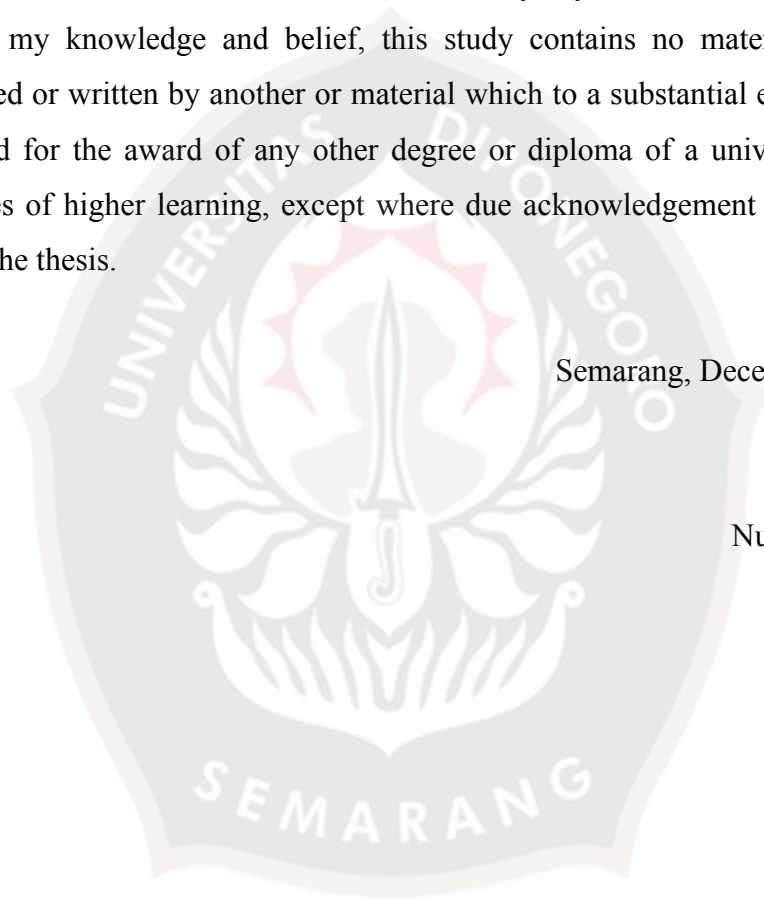 my knowledge and belief, this study contains no mater
ed or written by another or material which to a substantial e
d for the award of any other degree or diploma of a univ
es of higher learning, except where due acknowledgement
he thesis.
Semarang, Dece
Nu
UNIVERSITAS DIPONEGORO
SEMARANG